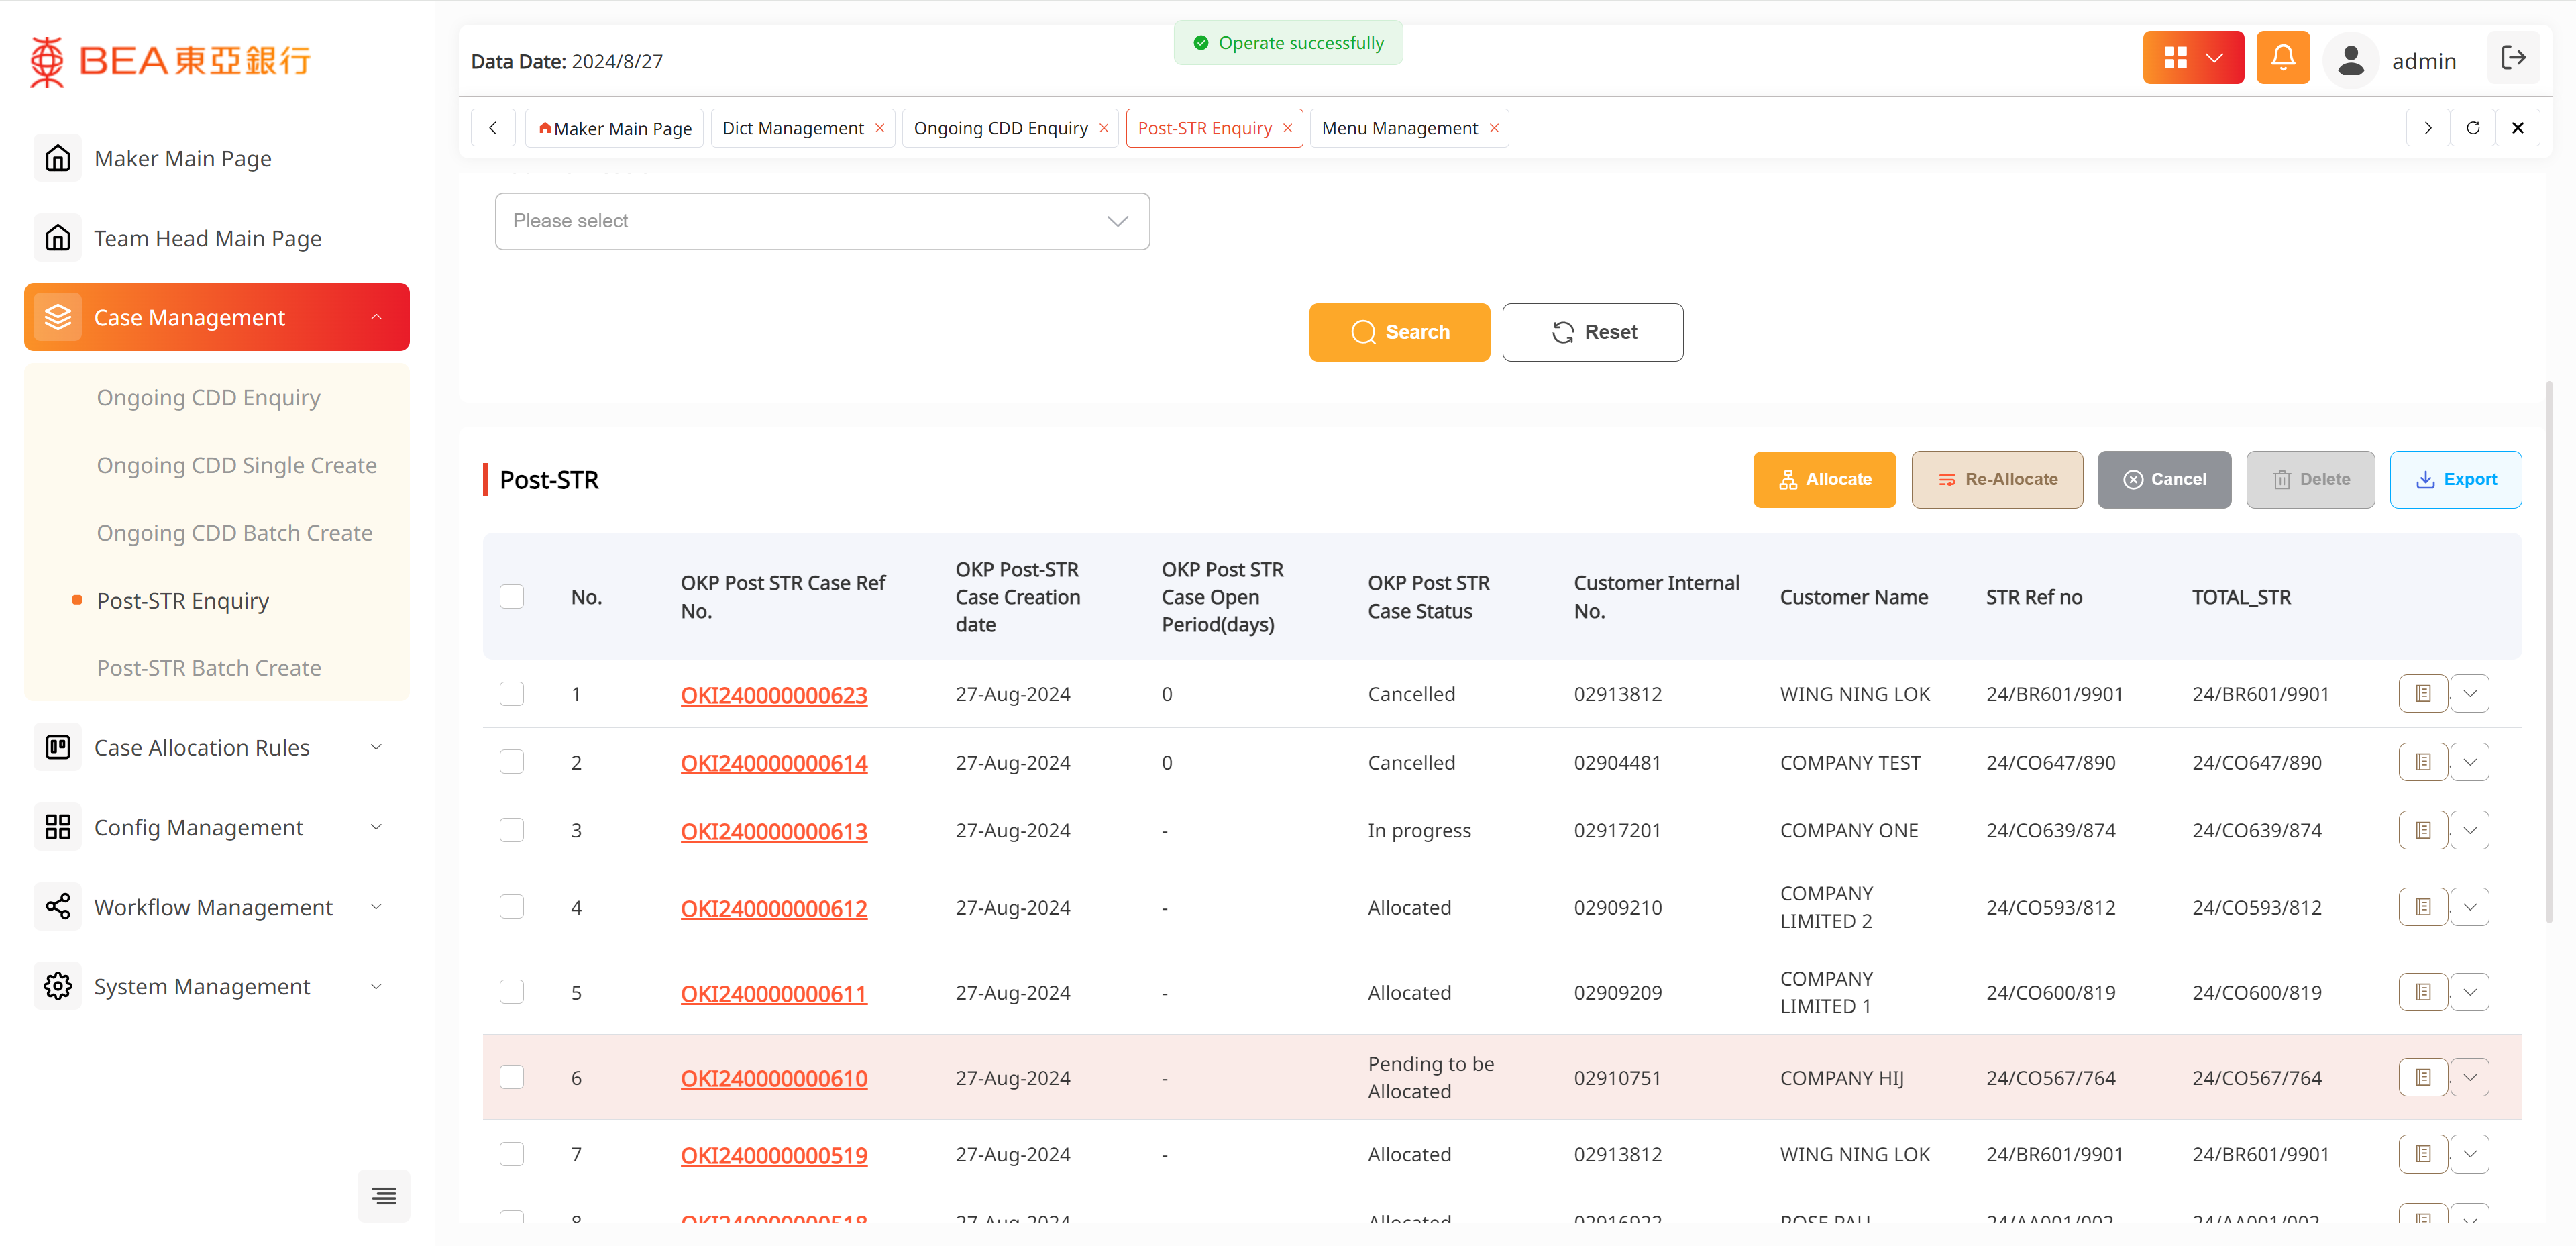 BEA東亞銀行
Data Date: 2024/8/27
Operate successfully
admin
Maker Main Page
Dict Management
Ongoing CDD Enquiry
Post-STR Enquiry
Menu Management
Maker Main Page
Team Head Main Page
Case Management
Ongoing CDD Enquiry
Ongoing CDD Single Create
Ongoing CDD Batch Create
Post-STR Enquiry
Post-STR Batch Create
Case Allocation Rules
Config Management
Workflow Management
System Management
Please select
Search
Reset
Post-STR
Allocate
Re-Allocate
Cancel
Delete
Export
No.
OKP Post STR Case Ref
No.
OKP Post-STR
Case Creation
date
OKP Post STR
Case Open
Period(days)
OKP Post STR
Case Status
Customer Internal
No.
Customer Name
STR Ref no
TOTAL_STR
1 OKI240000000623 27-Aug-2024 0 Cancelled 02913812 WING NING LOK 24/BR601/9901 24/BR601/9901
2 OKI240000000614 27-Aug-2024 0 Cancelled 02904481 COMPANY TEST 24/CO647/890 24/CO647/890
3 OKI240000000613 27-Aug-2024 - In progress 02917201 COMPANY ONE 24/CO639/874 24/CO639/874
4 OKI240000000612 27-Aug-2024 - Allocated 02909210 COMPANY
LIMITED 2 24/CO593/812 24/CO593/812
5 OKI240000000611 27-Aug-2024 - Allocated 02909209 COMPANY
LIMITED 1 24/CO600/819 24/CO600/819
6 OKI240000000610 27-Aug-2024 - Pending to be
Allocated 02910751 COMPANY HIJ 24/CO567/764 24/CO567/764
7 OKI240000000519 27-Aug-2024 - Allocated 02913812 WING NING LOK 24/BR601/9901 24/BR601/9901
8 OKI240000000518 27-Aug-2024 Allocated